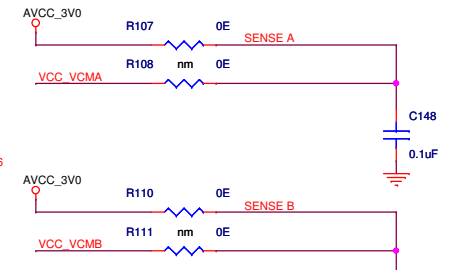 AVCC_3V0
R107 0E
SENSE A
R108 nm 0E
VCC_VCMA
C148
0.1uF
AVCC_3V0
R110 0E
SENSE B
R111 nm 0E
VCC_VCMB